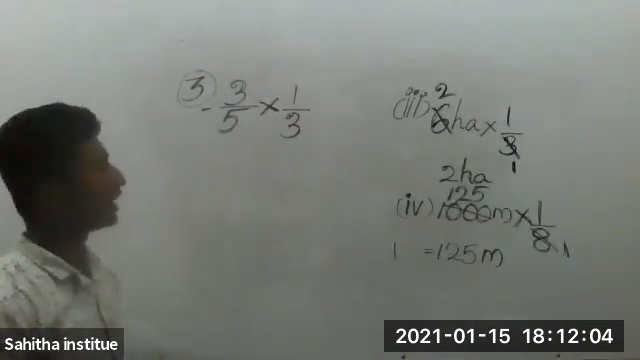 ③ - 3/5 × 1/3
(iii) 6ha × 1/3
2
1
2ha
125
(iv) 1000m × 1/8
1
1 = 125m
Sahitha institue
2021-01-15 18:12:04